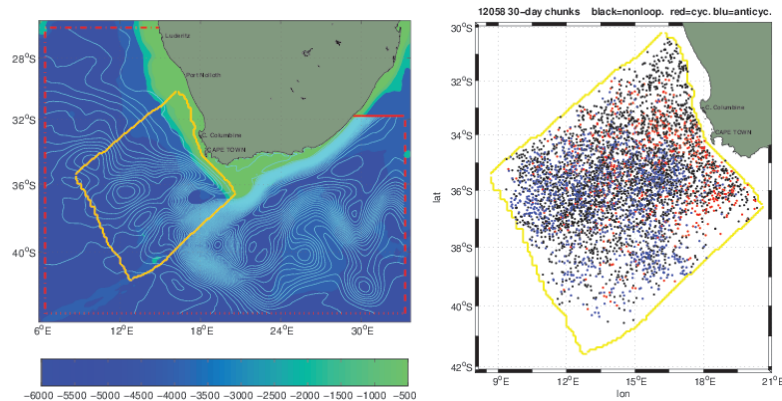 28°S
32°S
36°S
40°S
6°E 12°E 18°E 24°E 30°E
Luderitz
Port Nolloth
C. Columbine
CAPE TOWN
−6000 −5500 −5000 −4500 −4000 −3500 −3000 −2500 −2000 −1500 −1000 −500
12058 30-day chunks black=nonloop. red=cyc. blu=anticyc.
30°S
32°S
34°S
36°S
38°S
40°S
42°S
lat
C. Columbine
CAPE TOWN
9°E 12°E 15°E 18°E 21°E
lon